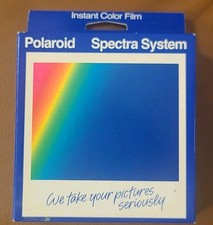 Instant Color Film
Polaroid Spectra System
We take your pictures
seriously.